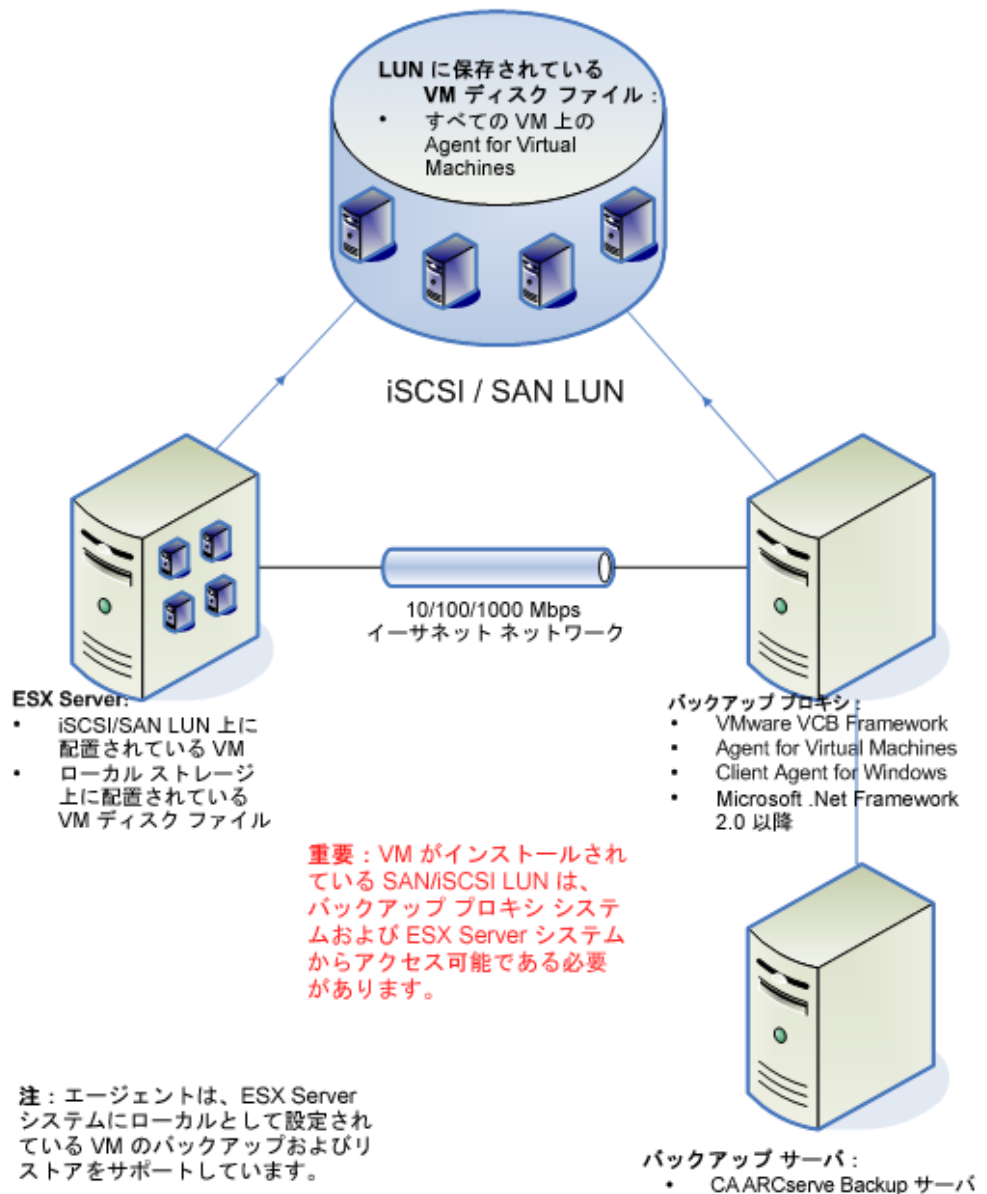 LUN に保存されている
VM ディスク ファイル：
• すべての VM 上の
Agent for Virtual
Machines
iSCSI / SAN LUN
10/100/1000 Mbps
イーサネット ネットワーク
ESX Server:
• iSCSI/SAN LUN 上に
配置されている VM
• ローカル ストレージ
上に配置されている
VM ディスク ファイル
バックアップ プロキシ：
• VMware VCB Framework
• Agent for Virtual Machines
• Client Agent for Windows
• Microsoft .Net Framework
2.0 以降
重要：VM がインストールされ
ている SAN/iSCSI LUN は、
バックアップ プロキシ システ
ムおよび ESX Server システム
からアクセス可能である必要
があります。
注：エージェントは、ESX Server
システムにローカルとして設定され
ている VM のバックアップおよびリ
ストアをサポートしています。
バックアップ サーバ：
• CA ARCserve Backup サーバ